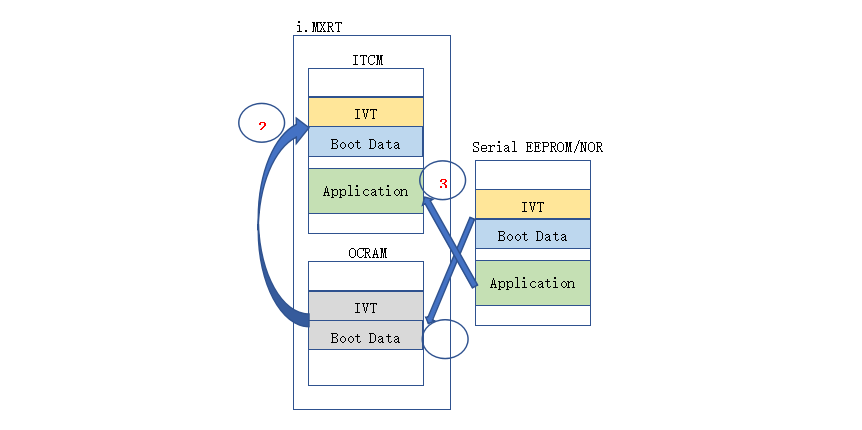 i.MXRT
ITCM
IVT
2
Boot Data
Application
3
OCRAM
IVT
Boot Data
Serial EEPROM/NOR
IVT
Boot Data
Application